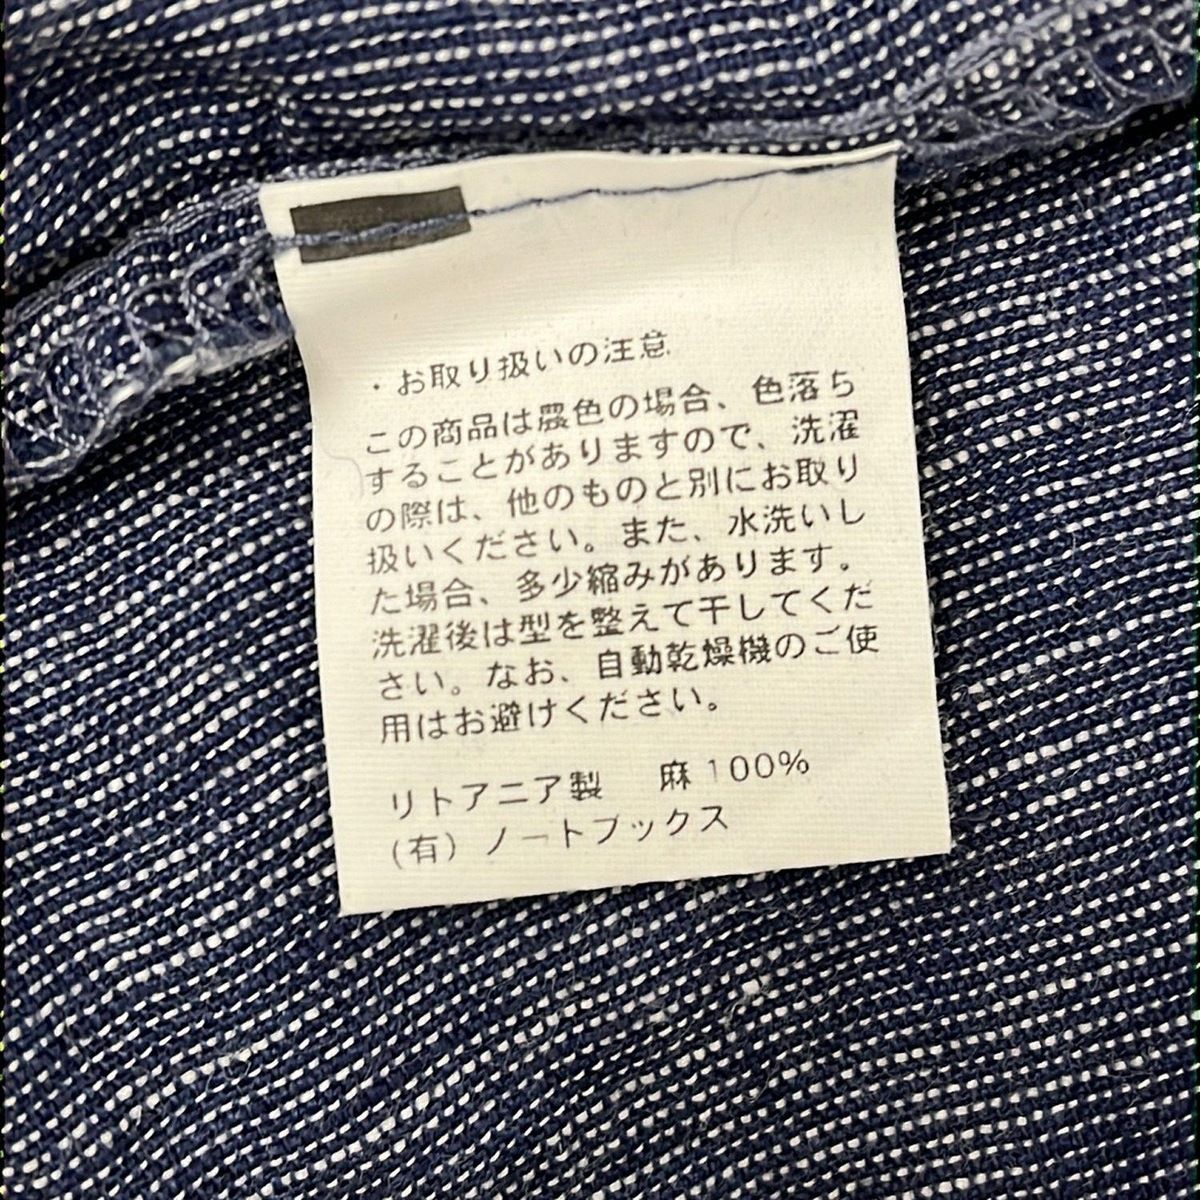 ・お取り扱いの注意
この商品は農色の場合、色落ち
することがありますので、洗濯
の際は、他のものと別にお取り
扱いください。また、水洗いし
た場合、多少縮みがあります。
洗濯後は型を整えて干してくだ
さい。なお、自動乾燥機のご使
用はお避けください。
リトアニア製 麻100%
(有)ノートブックス